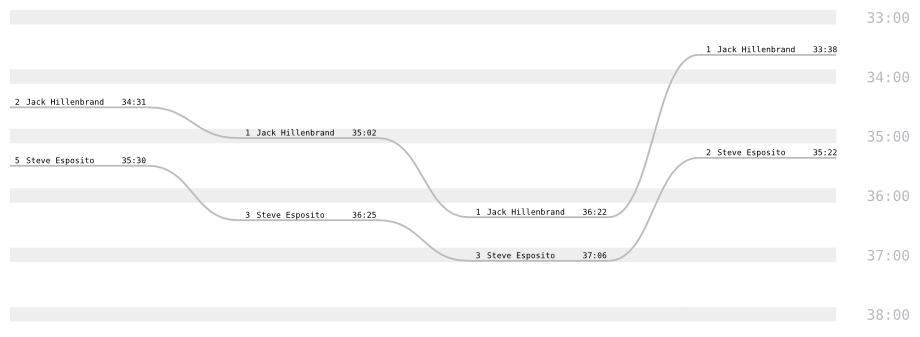 33:00
1 Jack Hillenbrand 33:38
34:00
2 Jack Hillenbrand 34:31
1 Jack Hillenbrand 35:02
35:00
2 Steve Esposito 35:22
5 Steve Esposito 35:30
36:00
1 Jack Hillenbrand 36:22
3 Steve Esposito 36:25
37:00
3 Steve Esposito 37:06
38:00